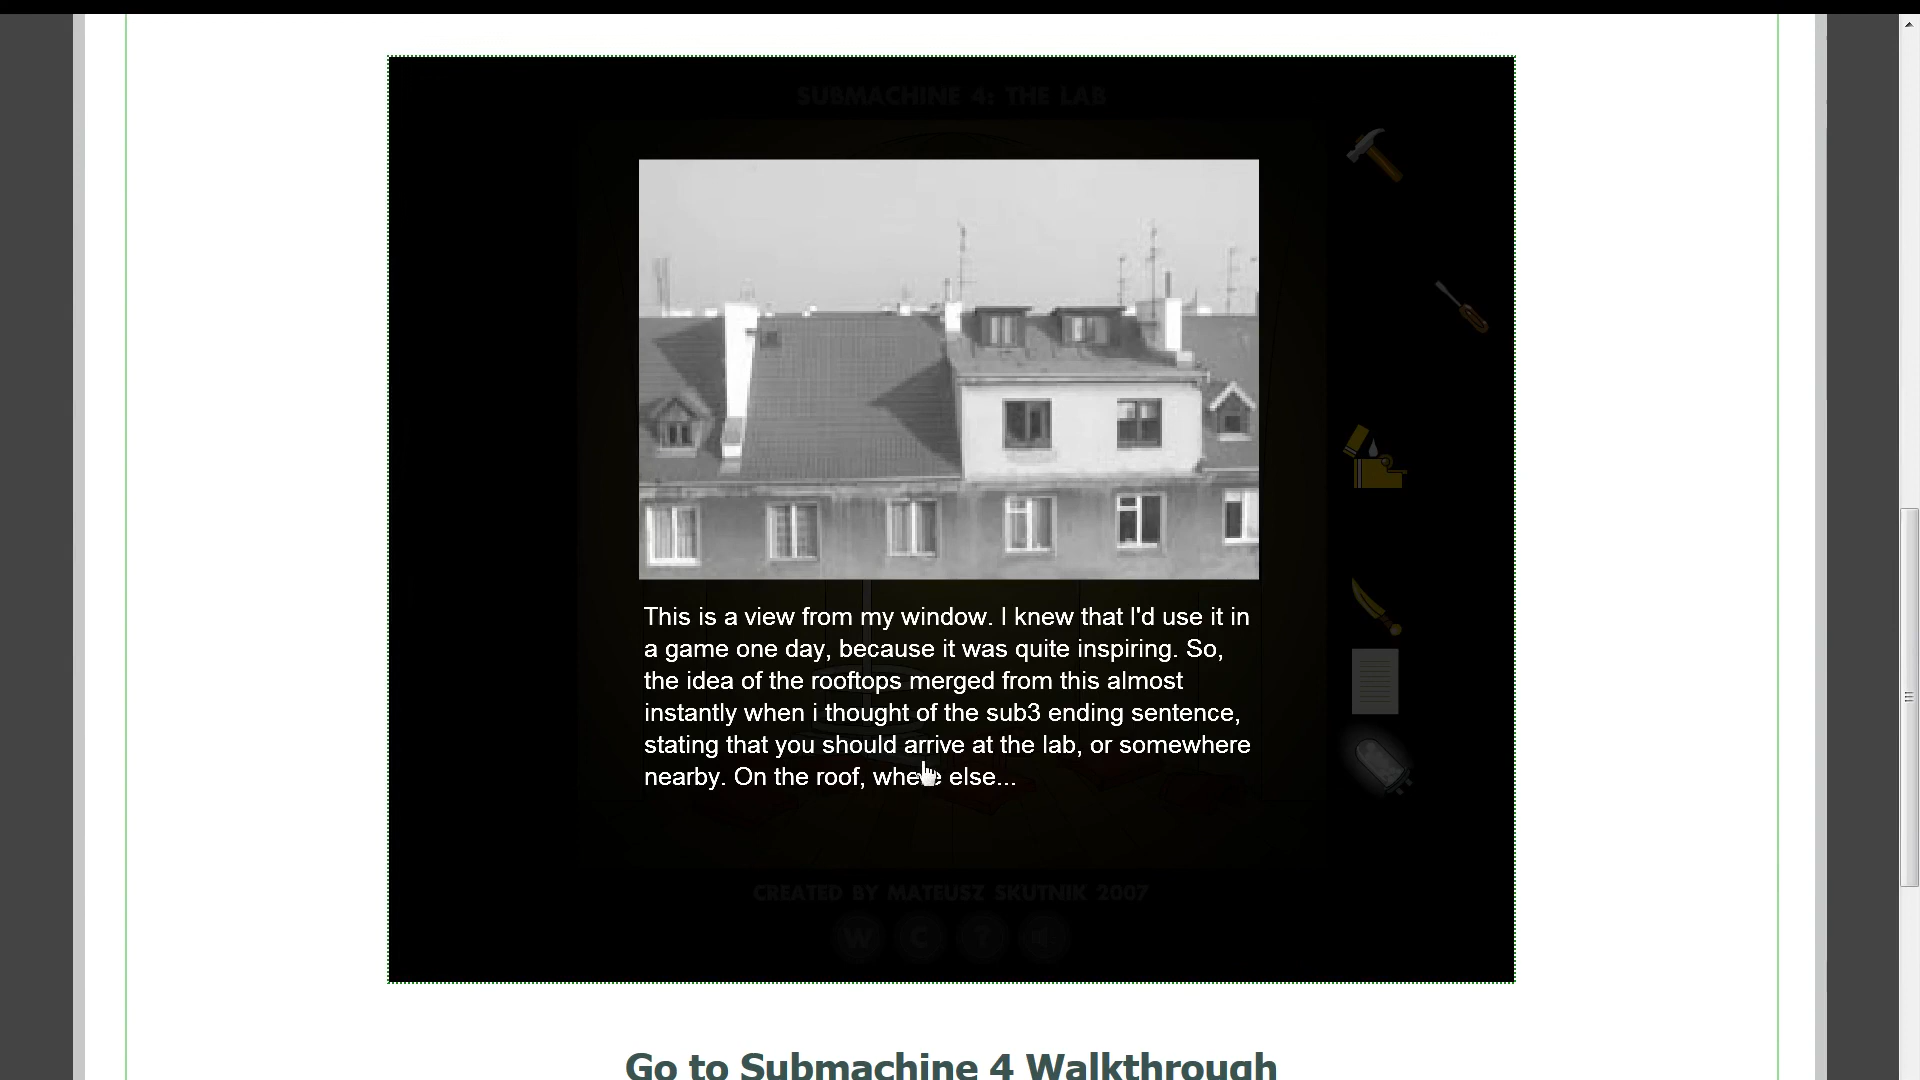 SUBMACHINE 4: THE LAB
This is a view from my window. I knew that I'd use it in
a game one day, because it was quite inspiring. So,
the idea of the rooftops merged from this almost
instantly when i thought of the sub3 ending sentence,
stating that you should arrive at the lab, or somewhere
nearby. On the roof, where else...
CREATED BY MATEUSZ SKUTNIK 2007
W C ?
Go to Submachine 4 Walkthrough